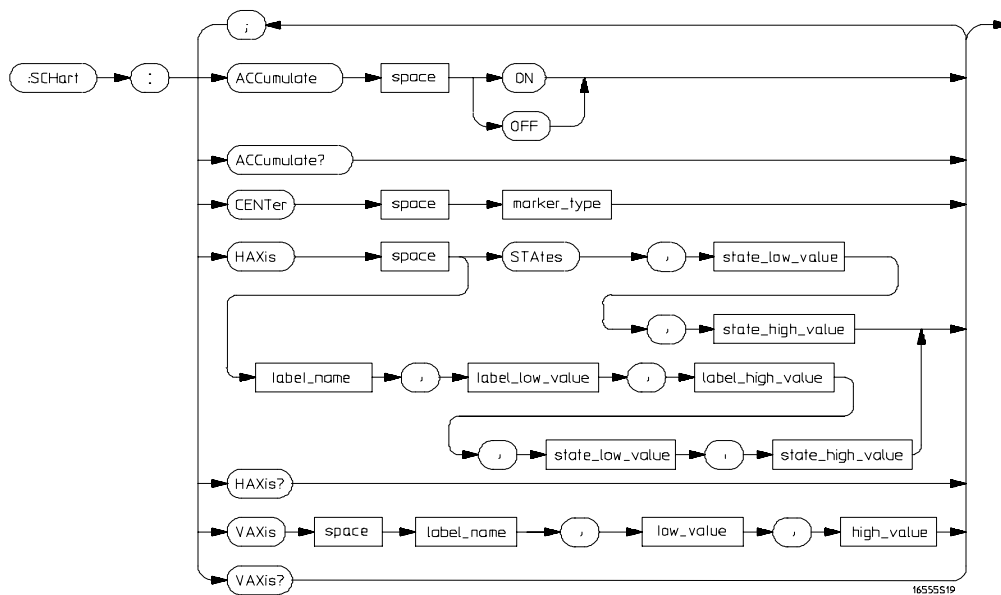 ;
:SCHart : ACCumulate space ON
OFF
ACCumulate?
CENTer space marker_type
HAXis space STAtes , state_low_value
, state_high_value
label_name , label_low_value , label_high_value
, state_low_value , state_high_value
HAXis?
VAXis space label_name , low_value , high_value
VAXis?
16555S19